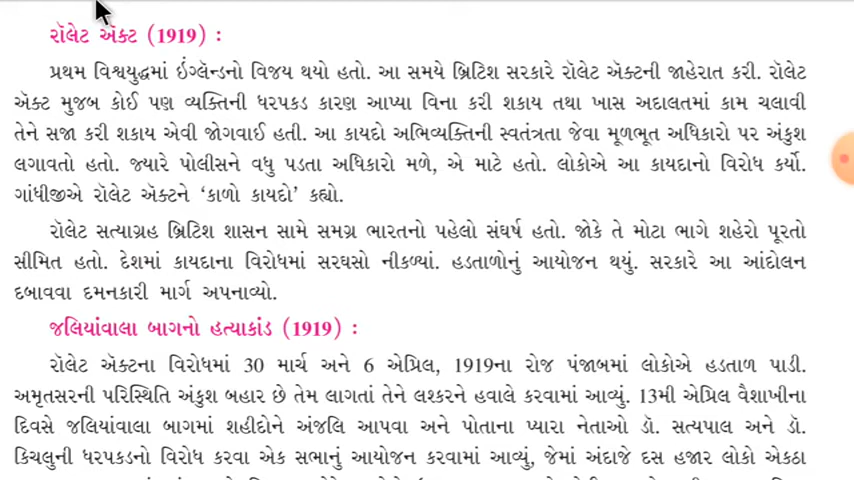 રૉલેટ ઍક્ટ (1919) :
પ્રથમ વિશ્વયુદ્ધમાં ઇંગ્લૅન્ડનો વિજય થયો હતો. આ સમયે બ્રિટિશ સરકારે રૉલેટ ઍક્ટની જાહેરાત કરી. રૉલેટ
ઍક્ટ મુજબ કોઈ પણ વ્યક્તિની ધરપકડ કારણ આપ્યા વિના કરી શકાય તથા ખાસ અદાલતમાં કામ ચલાવી
તેને સજા કરી શકાય એવી જોગવાઈ હતી. આ કાયદો અભિવ્યક્તિની સ્વતંત્રતા જેવા મૂળભૂત અધિકારો પર અંકુશ
લગાવતો હતો. જ્યારે પોલીસને વધુ પડતા અધિકારો મળે, એ માટે હતો. લોકોએ આ કાયદાનો વિરોધ કર્યો.
ગાંધીજીએ રૉલેટ ઍક્ટને ‘કાળો કાયદો’ કહ્યો.
રૉલેટ સત્યાગ્રહ બ્રિટિશ શાસન સામે સમગ્ર ભારતનો પહેલો સંઘર્ષ હતો. જોકે તે મોટા ભાગે શહેરો પૂરતો
સીમિત હતો. દેશમાં કાયદાના વિરોધમાં સરઘસો નીકળ્યાં. હડતાળોનું આયોજન થયું. સરકારે આ આંદોલન
દબાવવા દમનકારી માર્ગ અપનાવ્યો.
જલિયાંવાલા બાગનો હત્યાકાંડ (1919) :
રૉલેટ ઍક્ટના વિરોધમાં 30 માર્ચ અને 6 એપ્રિલ, 1919ના રોજ પંજાબમાં લોકોએ હડતાળ પાડી.
અમૃતસરની પરિસ્થિતિ અંકુશ બહાર છે તેમ લાગતાં તેને લશ્કરને હવાલે કરવામાં આવ્યું. 13મી એપ્રિલ વૈશાખીના
દિવસે જલિયાંવાલા બાગમાં શહીદોને અંજલિ આપવા અને પોતાના પ્યારા નેતાઓ ડૉ. સત્યપાલ અને ડૉ.
કિચલુની ધરપકડનો વિરોધ કરવા એક સભાનું આયોજન કરવામાં આવ્યું, જેમાં અંદાજે દસ હજાર લોકો એકઠા